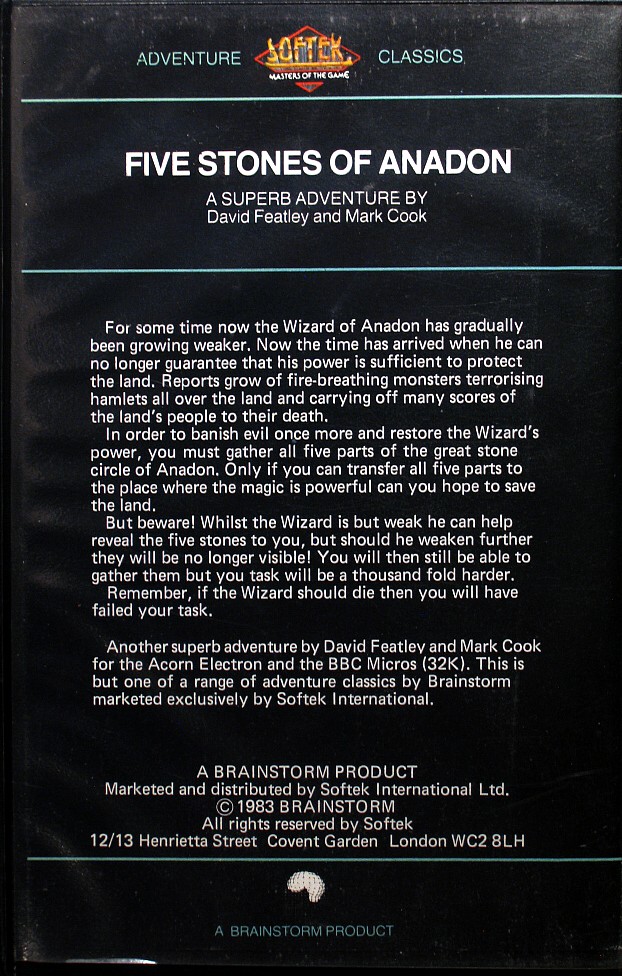 ADVENTURE SOFTEK CLASSICS
MASTERS OF THE GAME
FIVE STONES OF ANADON
A SUPERB ADVENTURE BY
David Featley and Mark Cook
For some time now the Wizard of Anadon has gradually
been growing weaker. Now the time has arrived when he can
no longer guarantee that his power is sufficient to protect
the land. Reports grow of fire-breathing monsters terrorising
hamlets all over the land and carrying off many scores of
the land's people to their death.
In order to banish evil once more and restore the Wizard's
power, you must gather all five parts of the great stone
circle of Anadon. Only if you can transfer all five parts to
the place where the magic is powerful can you hope to save
the land.
But beware! Whilst the Wizard is but weak he can help
reveal the five stones to you, but should he weaken further
they will be no longer visible! You will then still be able to
gather them but you task will be a thousand fold harder.
Remember, if the Wizard should die then you will have
failed your task.
Another superb adventure by David Featley and Mark Cook
for the Acorn Electron and the BBC Micros (32K). This is
but one of a range of adventure classics by Brainstorm
marketed exclusively by Softek International.
A BRAINSTORM PRODUCT
Marketed and distributed by Softek International Ltd.
© 1983 BRAINSTORM
All rights reserved by Softek
12/13 Henrietta Street Covent Garden London WC2 8LH
A BRAINSTORM PRODUCT